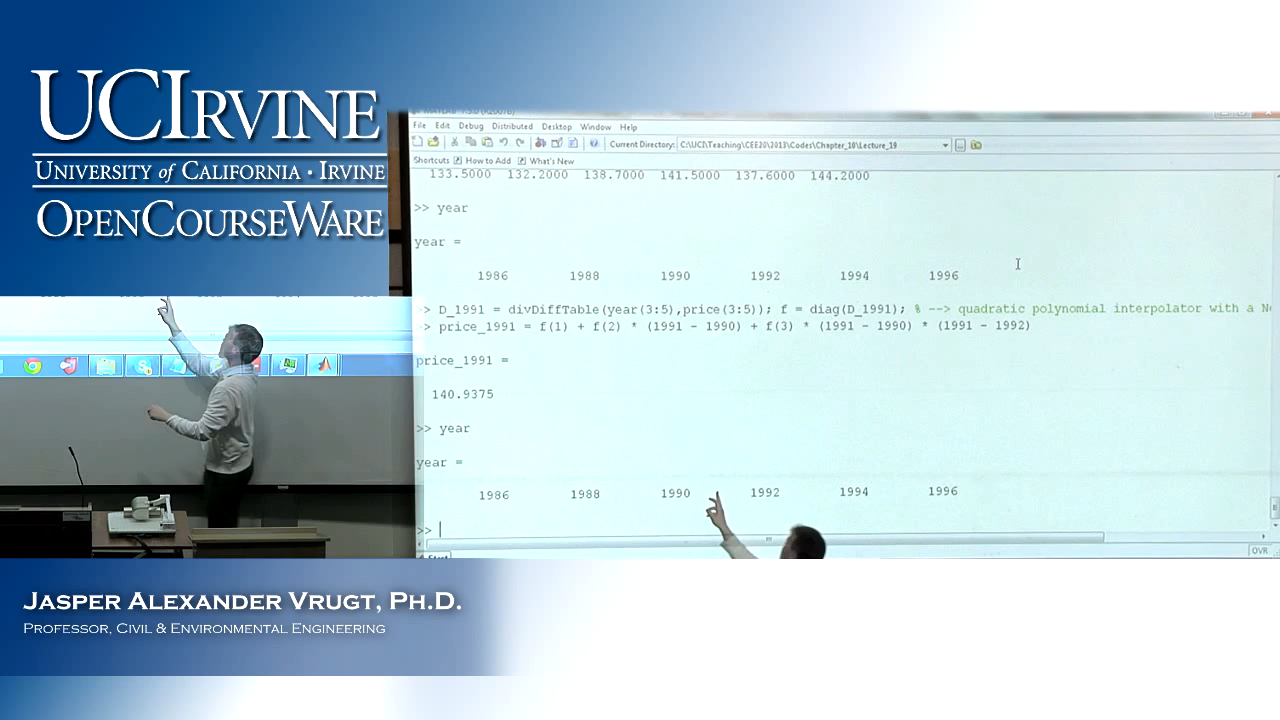 UCIRVINE
UNIVERSITY of CALIFORNIA · IRVINE
OPENCOURSEWARE
File Edit Debug Distributed Desktop Window Help
Current Directory: C:\UCI\Teaching\CEE20\2013\Codes\Chapter_10\Lecture_19
Shortcuts How to Add What's New
133.5000 132.2000 138.7000 141.5000 137.6000 144.2000
>> year
year =
1986 1988 1990 1992 1994 1996
> D_1991 = divDiffTable(year(3:5),price(3:5)); f = diag(D_1991); % --> quadratic polynomial interpolator with a
> price_1991 = f(1) + f(2) * (1991 - 1990) + f(3) * (1991 - 1990) * (1991 - 1992)
price_1991 =
140.9375
>> year
year =
1986 1988 1990 1992 1994 1996
>>
OVR
JASPER ALEXANDER VRUGT, PH.D.
PROFESSOR, CIVIL & ENVIRONMENTAL ENGINEERING